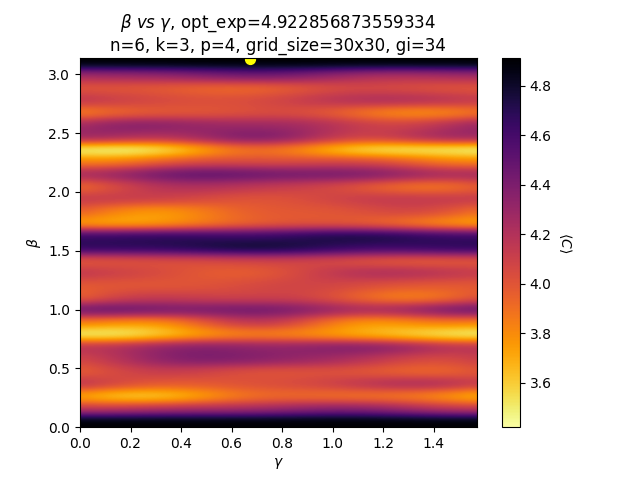 β vs γ, opt_exp=4.922856873559334
n=6, k=3, p=4, grid_size=30x30, gi=34
3.0
2.5
2.0
1.5
1.0
0.5
0.0
β
0.0 0.2 0.4 0.6 0.8 1.0 1.2 1.4
γ
4.8
4.6
4.4
4.2
4.0
3.8
3.6
⟨C⟩